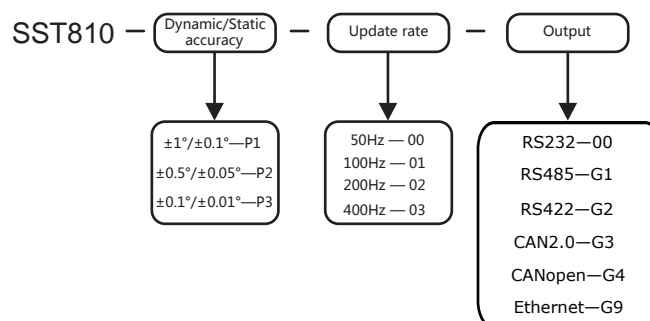 SST810 — Dynamic/Static accuracy — Update rate — Output
±1°/±0.1°—P1
±0.5°/±0.05°—P2
±0.1°/±0.01°—P3
50Hz — 00
100Hz — 01
200Hz — 02
400Hz — 03
RS232—00
RS485—G1
RS422—G2
CAN2.0—G3
CANopen—G4
Ethernet—G9